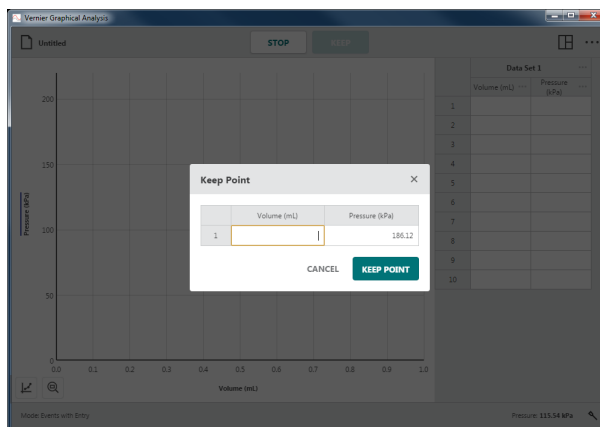 Vernier Graphical Analysis
Untitled
STOP
KEEP
Data Set 1
Volume (mL)
Pressure (kPa)
1
2
3
4
5
6
7
8
9
10
200
150
100
50
0
Pressure (kPa)
0.0 0.1 0.2 0.3 0.4 0.5 0.6 0.7 0.8 0.9 1.0
Volume (mL)
Keep Point
Volume (mL) Pressure (kPa)
1 186.12
CANCEL KEEP POINT
Mode: Events with Entry
Pressure: 115.54 kPa